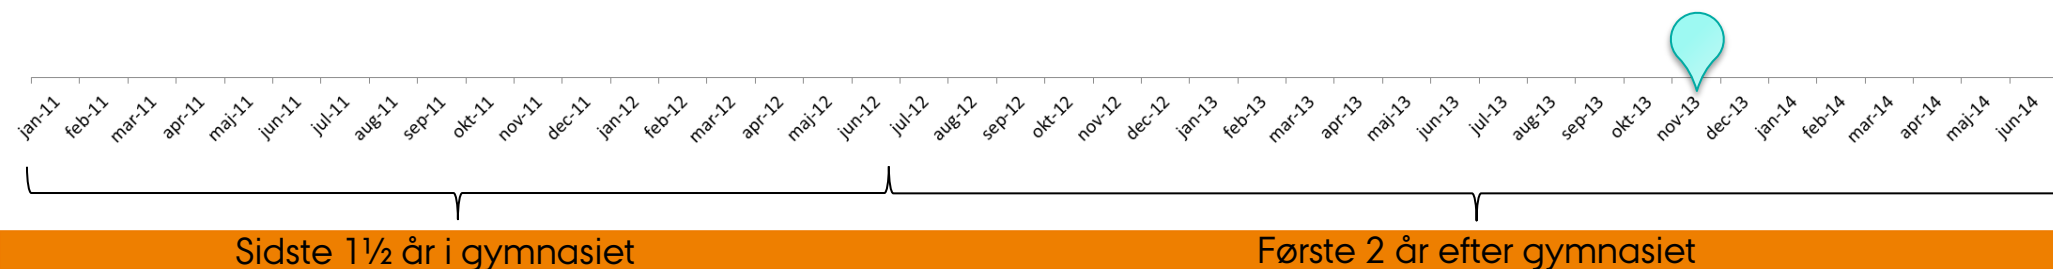 jan-11 feb-11 mar-11 apr-11 maj-11 jun-11 jul-11 aug-11 sep-11 okt-11 nov-11 dec-11 jan-12 feb-12 mar-12 apr-12 maj-12 jun-12 jul-12 aug-12 sep-12 okt-12 nov-12 dec-12 jan-13 feb-13 mar-13 apr-13 maj-13 jun-13 jul-13 aug-13 sep-13 okt-13 nov-13 dec-13 jan-14 feb-14 mar-14 apr-14 maj-14 jun-14
Sidste 1½ år i gymnasiet Første 2 år efter gymnasiet